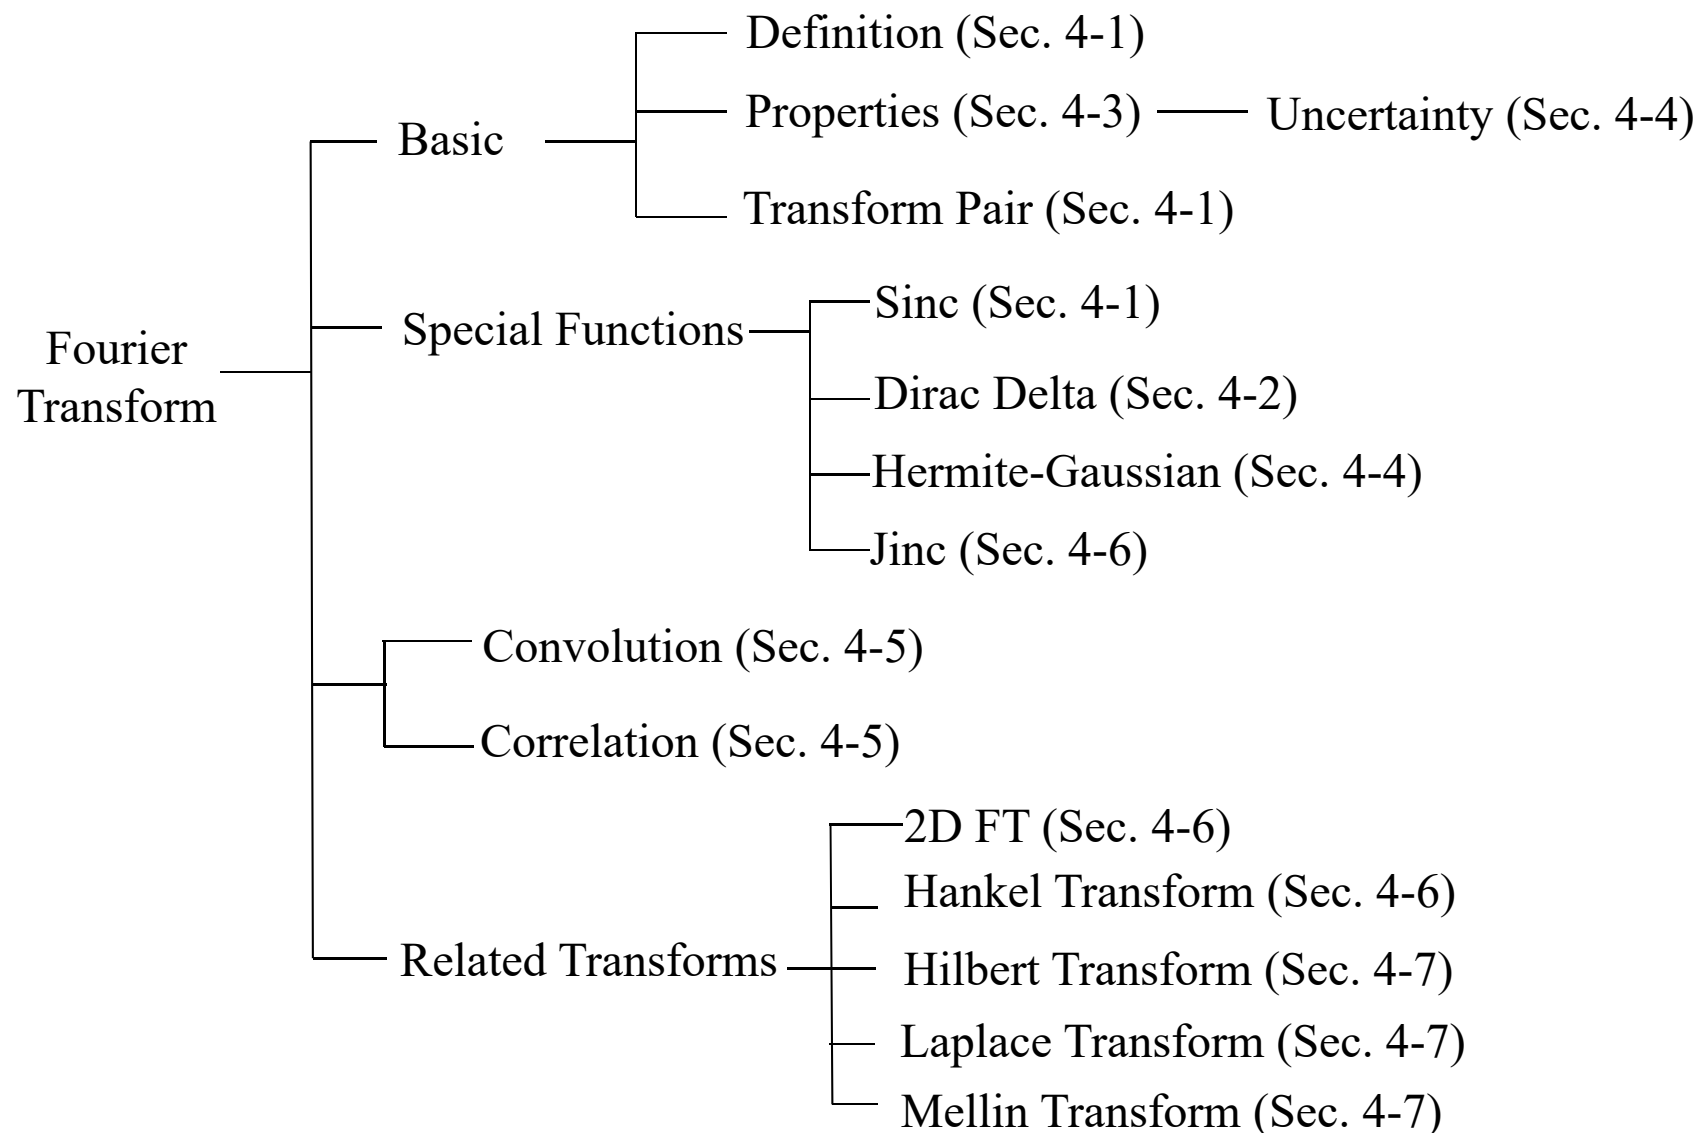 Definition (Sec. 4-1)
Properties (Sec. 4-3)
Uncertainty (Sec. 4-4)
Basic
Transform Pair (Sec. 4-1)
Sinc (Sec. 4-1)
Special Functions
Fourier
Transform
Dirac Delta (Sec. 4-2)
Hermite-Gaussian (Sec. 4-4)
Jinc (Sec. 4-6)
Convolution (Sec. 4-5)
Correlation (Sec. 4-5)
2D FT (Sec. 4-6)
Hankel Transform (Sec. 4-6)
Related Transforms
Hilbert Transform (Sec. 4-7)
Laplace Transform (Sec. 4-7)
Mellin Transform (Sec. 4-7)